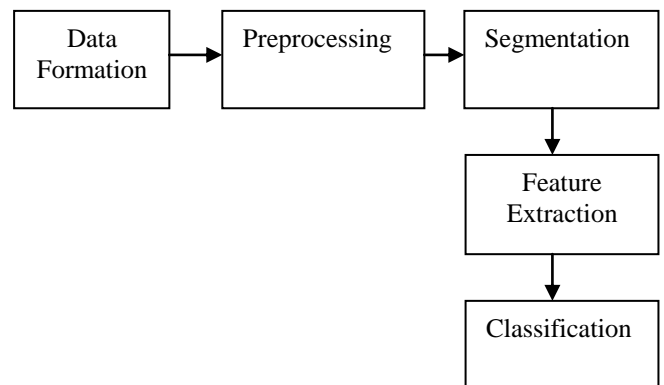 Data
Formation
Preprocessing
Segmentation
Feature
Extraction
Classification